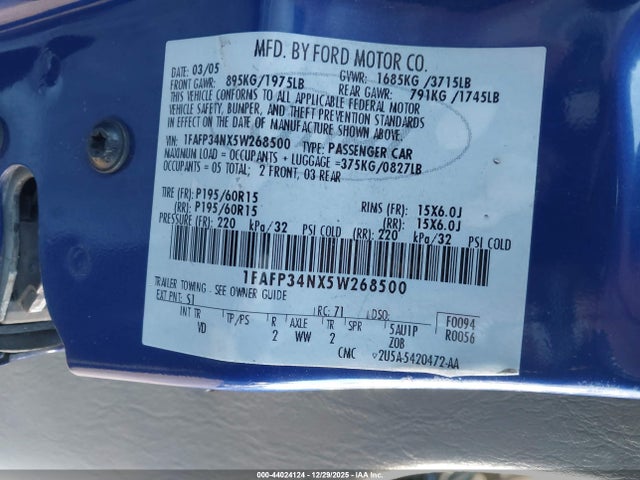 MFD. BY FORD MOTOR CO.
DATE: 03/05 GVWR: 1685KG /3715LB
FRONT GAWR: 895KG/1975LB REAR GAWR: 791KG /1745LB
THIS VEHICLE CONFORMS TO ALL APPLICABLE FEDERAL MOTOR
VEHICLE SAFETY, BUMPER, AND THEFT PREVENTION STANDARDS
IN EFFECT ON THE DATE OF MANUFACTURE SHOWN ABOVE.
VIN: 1FAFP34NX5W268500 TYPE: PASSENGER CAR
MAXIMUM LOAD = OCCUPANTS + LUGGAGE =375KG/0827LB
OCCUPANTS = 05 TOTAL; 2 FRONT, 03 REAR
TIRE (FR): P195/60R15 RIMS (FR): 15X6.0J
(RR): P195/60R15 (RR): 15X6.0J
PRESSURE (FR): 220 kPa/32 PSI COLD (RR): 220 kPa/32 PSI COLD
1FAFP34NX5W268500
TRAILER TOWING - SEE OWNER GUIDE
EXT PNT: S1 RC: 71 DSO: F0094
INT TR TP/PS R AXLE TR SPR 5AU1P R0056
VD 2 WW 2 Z0B
CMC 2U5A-5420472-AA
000-44024124 - 12/29/2025 - IAA Inc.